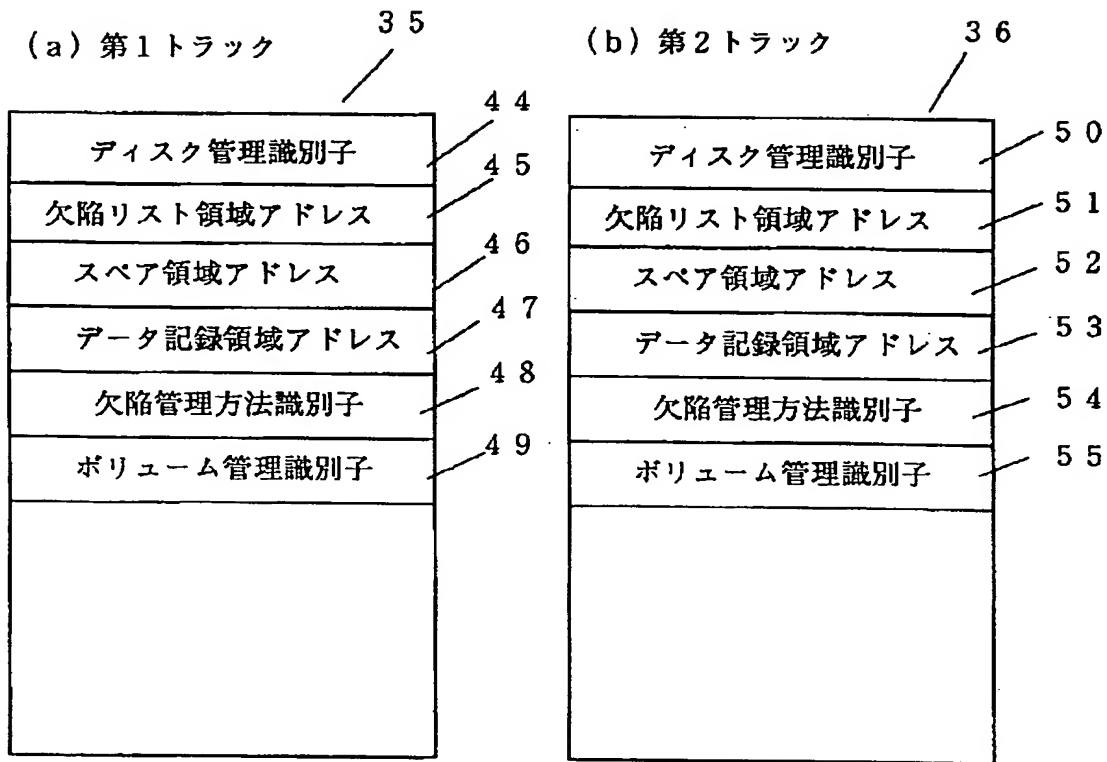 (a) 第1トラック
35
ディスク管理識別子
44
欠陥リスト領域アドレス
45
スペア領域アドレス
46
データ記録領域アドレス
47
欠陥管理方法識別子
48
ボリューム管理識別子
49
(b) 第2トラック
36
ディスク管理識別子
50
欠陥リスト領域アドレス
51
スペア領域アドレス
52
データ記録領域アドレス
53
欠陥管理方法識別子
54
ボリューム管理識別子
55